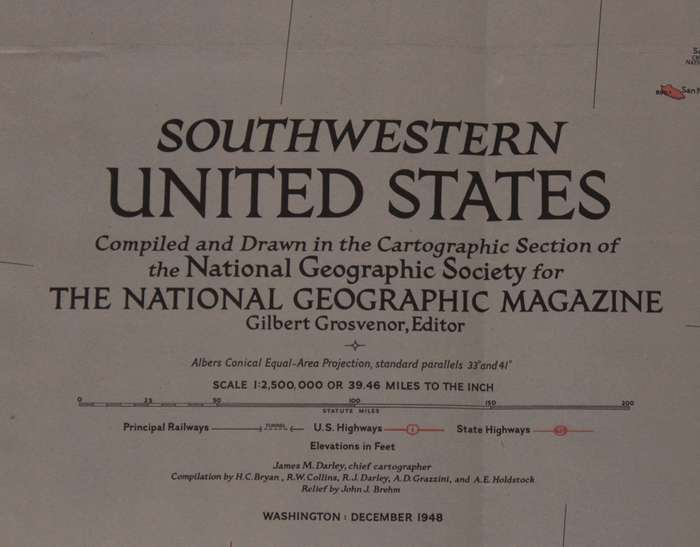 SOUTHWESTERN
UNITED STATES
Compiled and Drawn in the Cartographic Section of
the National Geographic Society for
THE NATIONAL GEOGRAPHIC MAGAZINE
Gilbert Grosvenor, Editor
Albers Conical Equal-Area Projection, standard parallels 33° and 41°
SCALE 1:2,500,000 OR 39.46 MILES TO THE INCH
0 25 50 100 150 200
STATUTE MILES
Principal Railways TUNNEL U.S. Highways State Highways
Elevations in Feet
James M. Darley, chief cartographer
Compilation by H.C. Bryan, R.W. Collins, R.J. Darley, A.D. Grazzini, and A.E. Holdstock
Relief by John J. Brehm
WASHINGTON : DECEMBER 1948